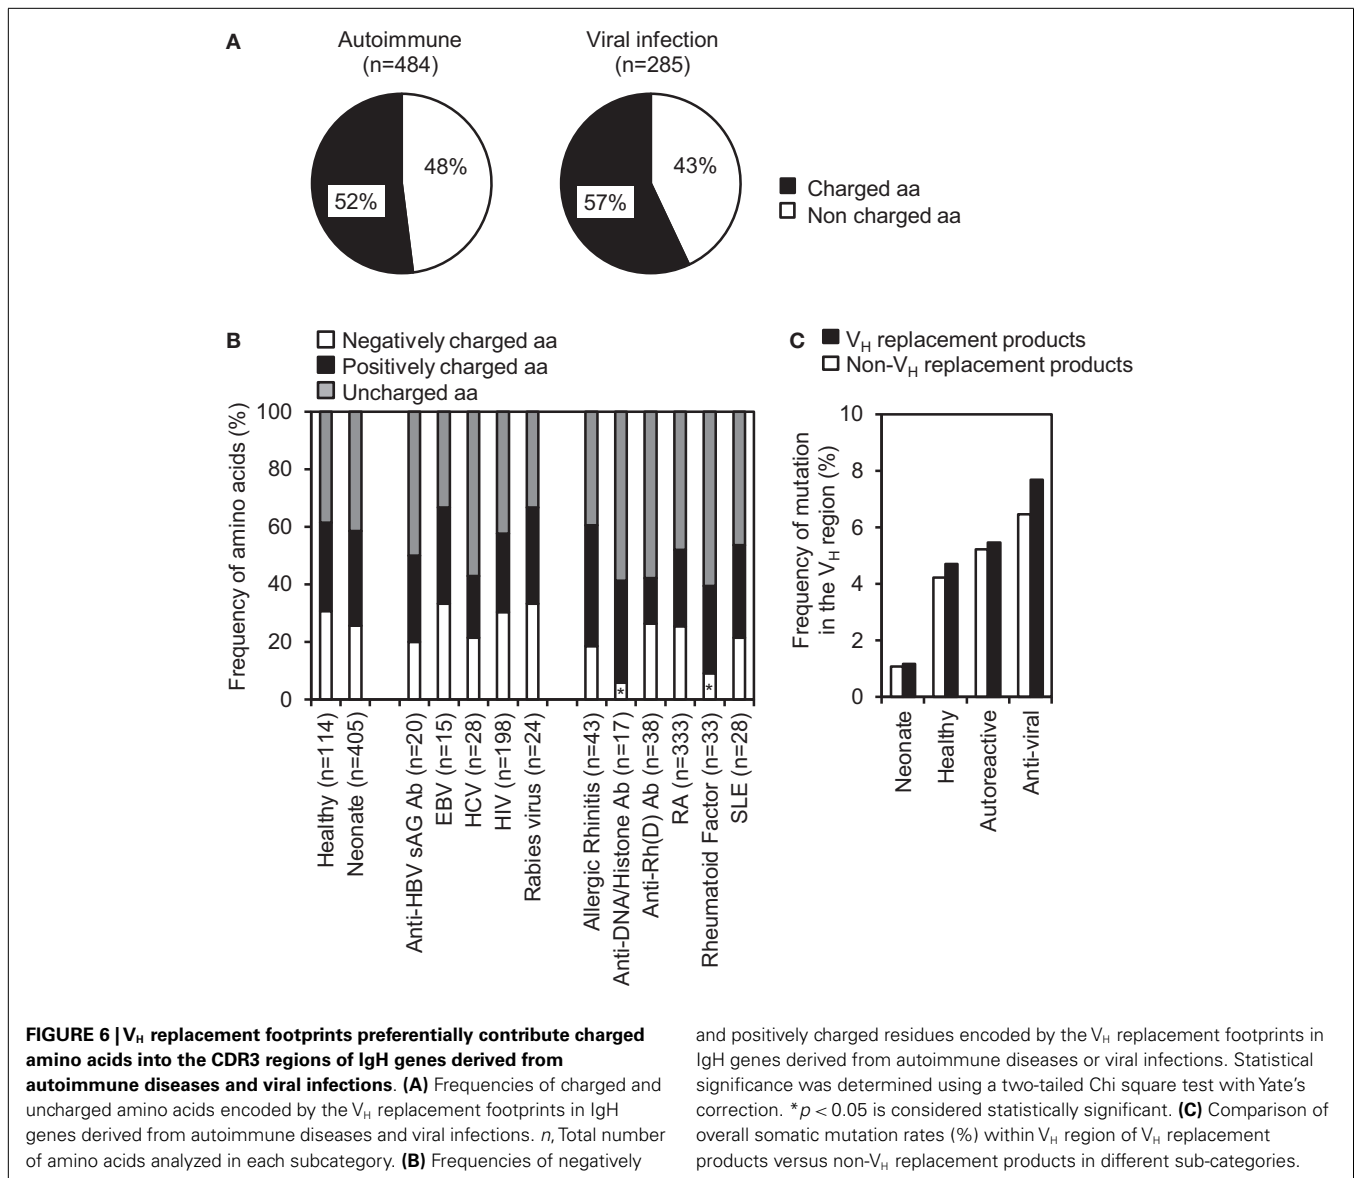 A
Autoimmune
(n=484)
48%
52%
Viral infection
(n=285)
43%
57%
Charged aa
Non charged aa
B
Negatively charged aa
Positively charged aa
Uncharged aa
Frequency of amino acids (%)
100
80
60
40
20
0
*
*
Healthy (n=114)
Neonate (n=405)
Anti-HBV sAG Ab (n=20)
EBV (n=15)
HCV (n=28)
HIV (n=198)
Rabies virus (n=24)
Allergic Rhinitis (n=43)
Anti-DNA/Histone Ab (n=17)
Anti-Rh(D) Ab (n=38)
RA (n=333)
Rheumatoid Factor (n=33)
SLE (n=28)
C
VH replacement products
Non-VH replacement products
Frequency of mutation
in the VH region (%)
10
8
6
4
2
0
Neonate
Healthy
Autoreactive
Anti-viral
FIGURE 6 | VH replacement footprints preferentially contribute charged
amino acids into the CDR3 regions of IgH genes derived from
autoimmune diseases and viral infections. (A) Frequencies of charged and
uncharged amino acids encoded by the VH replacement footprints in IgH
genes derived from autoimmune diseases and viral infections. n, Total number
of amino acids analyzed in each subcategory. (B) Frequencies of negatively
and positively charged residues encoded by the VH replacement footprints in
IgH genes derived from autoimmune diseases or viral infections. Statistical
significance was determined using a two-tailed Chi square test with Yate's
correction. *p < 0.05 is considered statistically significant. (C) Comparison of
overall somatic mutation rates (%) within VH region of VH replacement
products versus non-VH replacement products in different sub-categories.